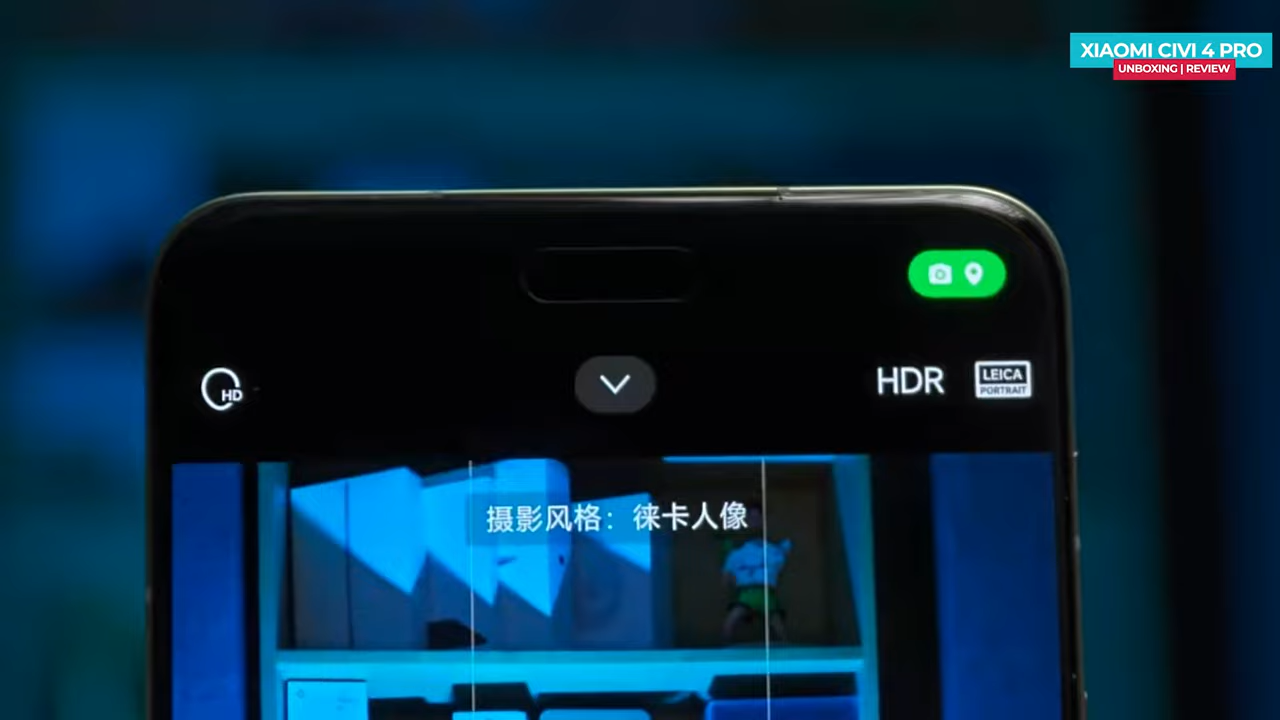 XIAOMI CIVI 4 PRO
UNBOXING | REVIEW
HD
HDR
LEICA
PORTRAIT
摄影风格：徕卡人像